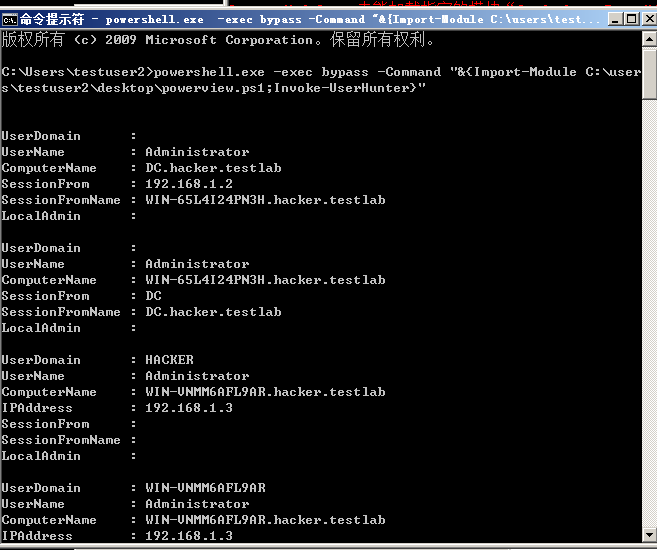 命令提示符 - powershell.exe -exec bypass -Command "&{Import-Module C:\users\test...
版权所有 (c) 2009 Microsoft Corporation。保留所有权利。
C:\Users\testuser2>powershell.exe -exec bypass -Command "&{Import-Module C:\user
s\testuser2\desktop\powerview.ps1;Invoke-UserHunter}"
UserDomain :
UserName : Administrator
ComputerName : DC.hacker.testlab
SessionFrom : 192.168.1.2
SessionFromName : WIN-65L4I24PN3H.hacker.testlab
LocalAdmin :
UserDomain :
UserName : Administrator
ComputerName : WIN-65L4I24PN3H.hacker.testlab
SessionFrom : DC
SessionFromName : DC.hacker.testlab
LocalAdmin :
UserDomain : HACKER
UserName : Administrator
ComputerName : WIN-VNMM6AFL9AR.hacker.testlab
IPAddress : 192.168.1.3
SessionFrom :
SessionFromName :
LocalAdmin :
UserDomain : WIN-VNMM6AFL9AR
UserName : Administrator
ComputerName : WIN-VNMM6AFL9AR.hacker.testlab
IPAddress : 192.168.1.3